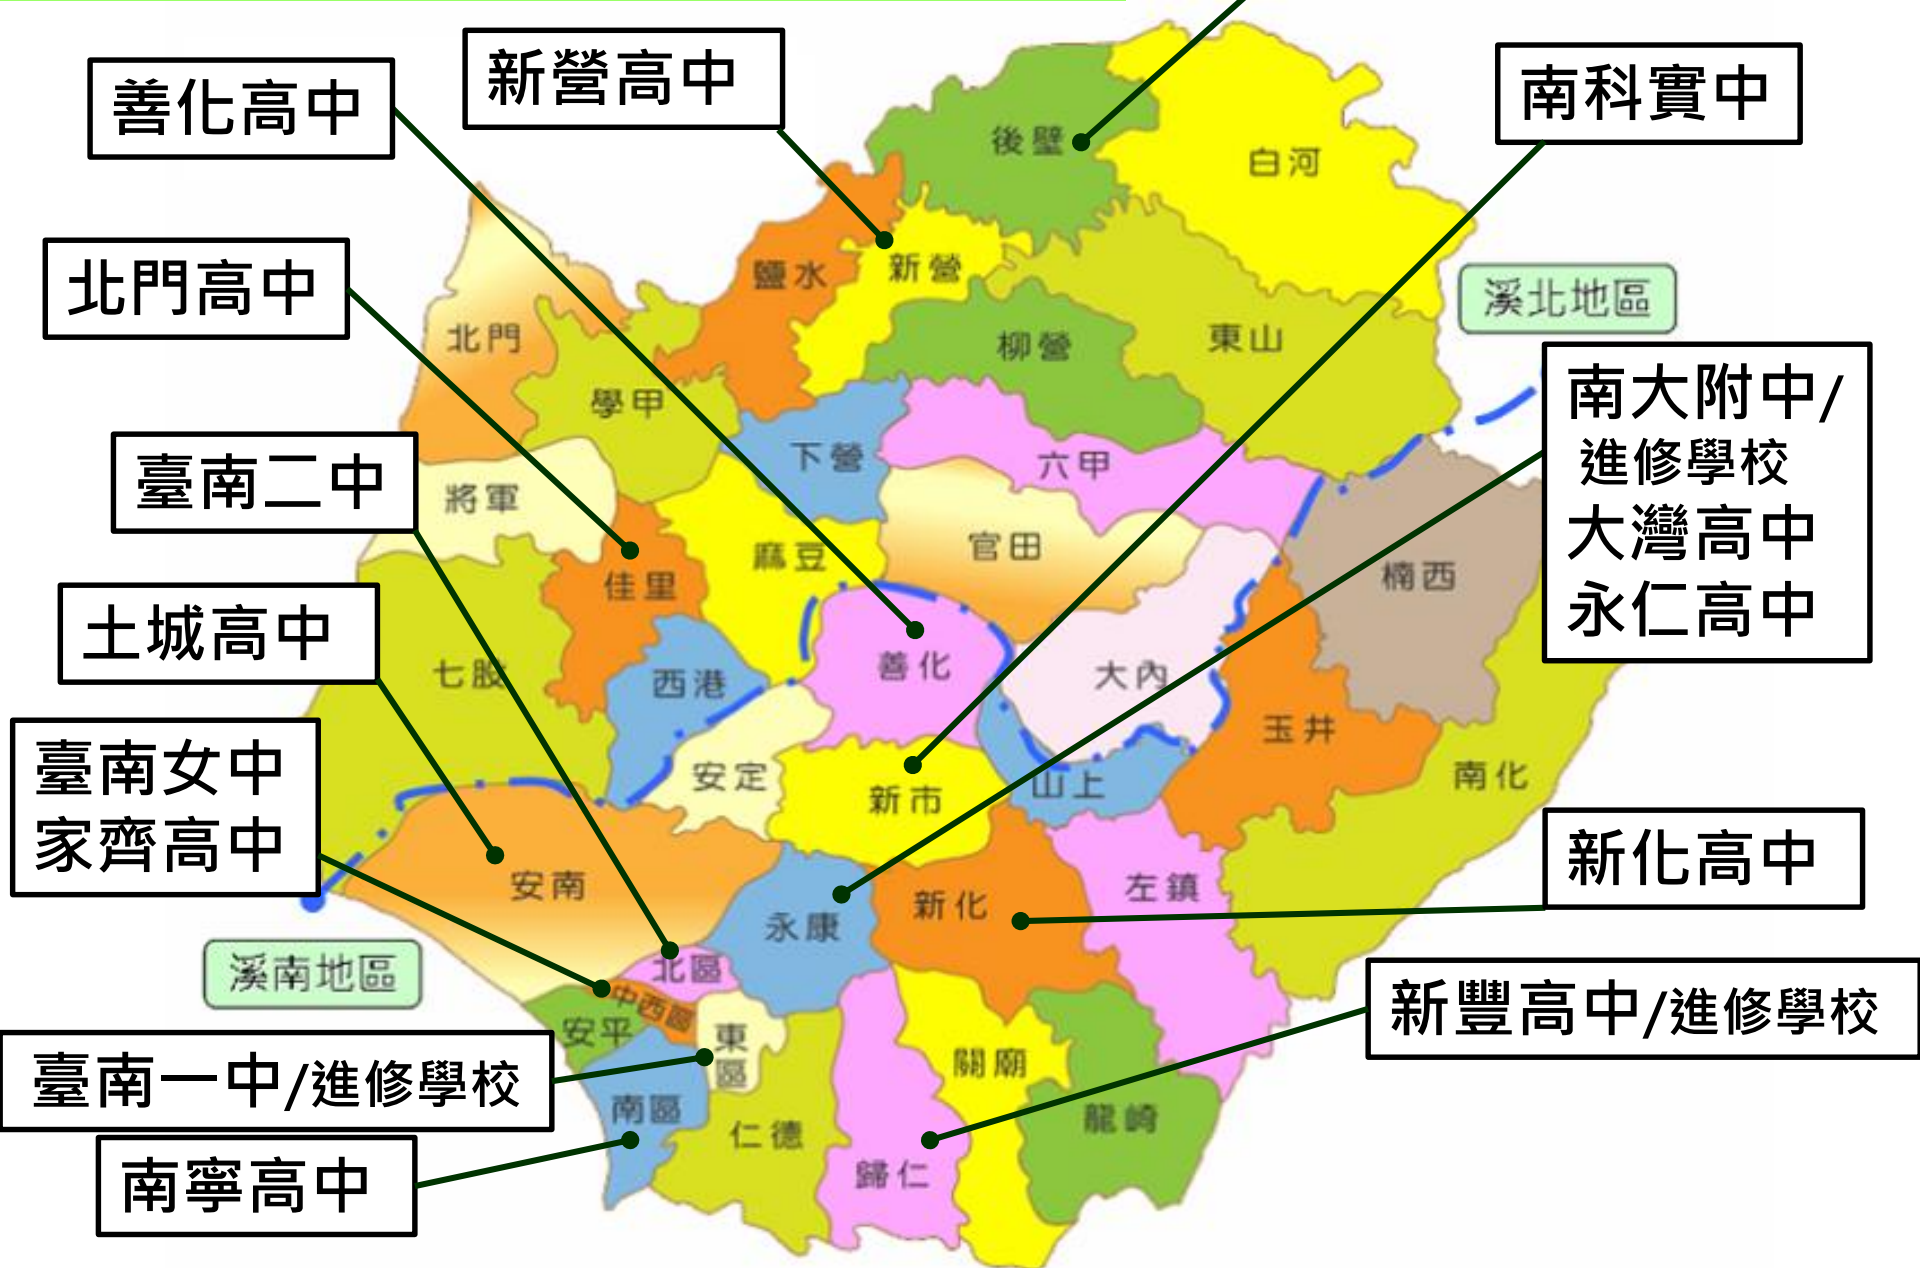 新營高中
南科實中
善化高中
後壁
白河
北門高中
鹽水
新營
溪北地區
北門
柳營
東山
學甲
南大附中/
進修學校
大灣高中
永仁高中
臺南二中
下營
六甲
將軍
官田
麻豆
楠西
佳里
土城高中
善化
大內
七股
西港
玉井
臺南女中
家齊高中
安定
新市
山上
南化
新化高中
安南
左鎮
新化
永康
溪南地區
北區
新豐高中/進修學校
中西區
安平
東區
關廟
臺南一中/進修學校
南區
仁德
龍崎
南寧高中
歸仁